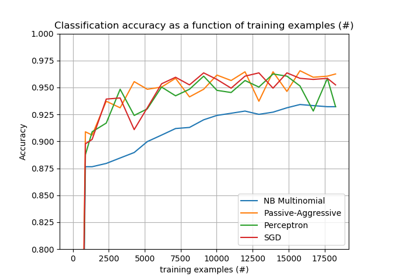 Classification accuracy as a function of training examples (#)
1.000
0.975
0.950
0.925
0.900
0.875
0.850
0.825
0.800
Accuracy
0 2500 5000 7500 10000 12500 15000 17500
training examples (#)
NB Multinomial
Passive-Aggressive
Perceptron
SGD